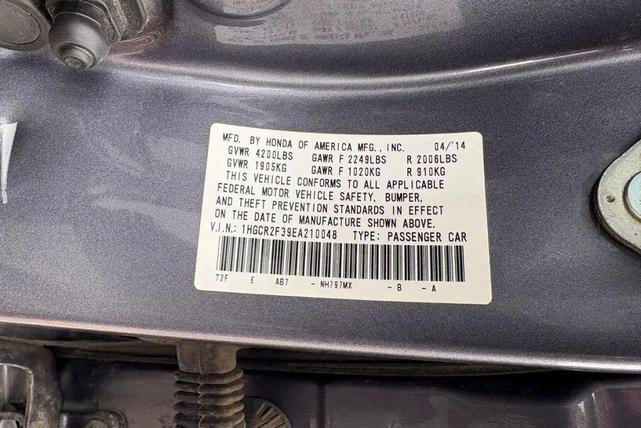 MFD. BY HONDA OF AMERICA MFG., INC. 04/'14
GVWR 4200LBS GAWR F 2249LBS R 2006LBS
GVWR 1905KG GAWR F 1020KG R 910KG
THIS VEHICLE CONFORMS TO ALL APPLICABLE
FEDERAL MOTOR VEHICLE SAFETY, BUMPER,
AND THEFT PREVENTION STANDARDS IN EFFECT
ON THE DATE OF MANUFACTURE SHOWN ABOVE.
V.I.N.: 1HGCR2F39EA210048 TYPE: PASSENGER CAR
T2F E AB7 - NH797MX - B - A